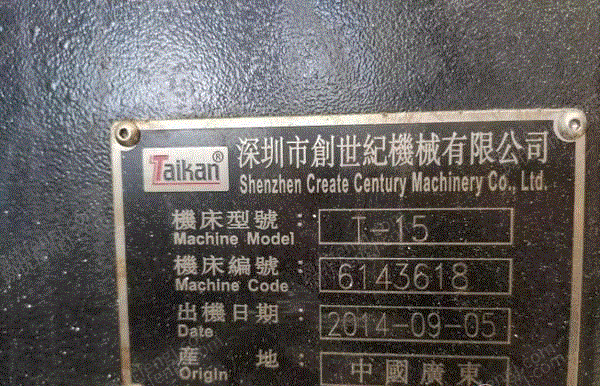 Taikan®
深圳市創世紀機械有限公司
Shenzhen Create Century Machinery Co., Ltd.
機床型號： T-15
Machine Model
機床編號： 6143618
Machine Code
出機日期： 2014-09-05
Date
產 地： 中國廣東
Origin